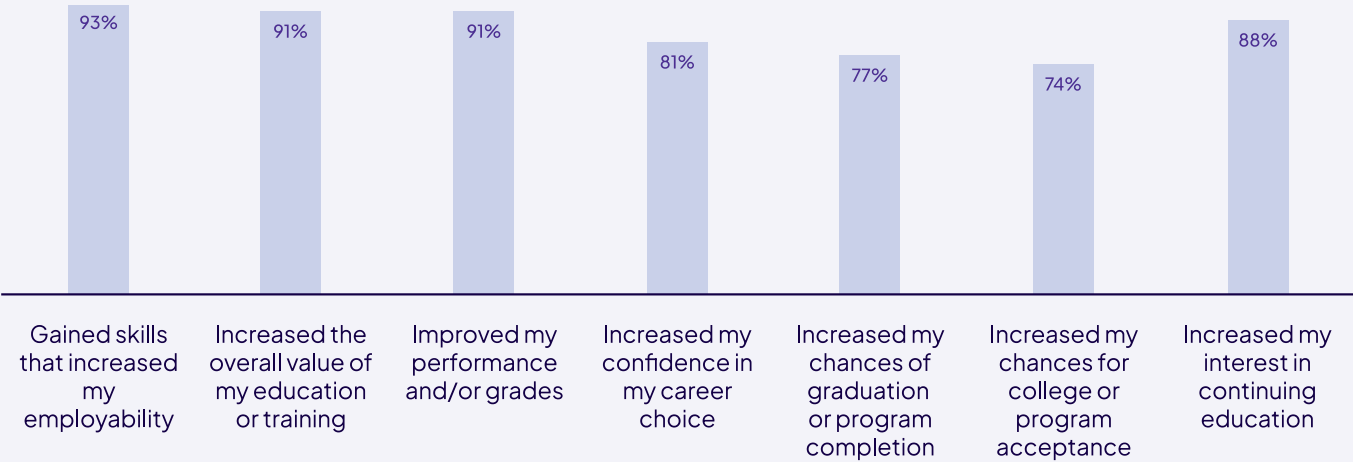 93%
91%
91%
81%
77%
74%
88%
Gained skills
that increased
my
employability
Increased the
overall value of
my education
or training
Improved my
performance
and/or grades
Increased my
confidence in
my career
choice
Increased my
chances of
graduation
or program
completion
Increased my
chances for
college or
program
acceptance
Increased my
interest in
continuing
education